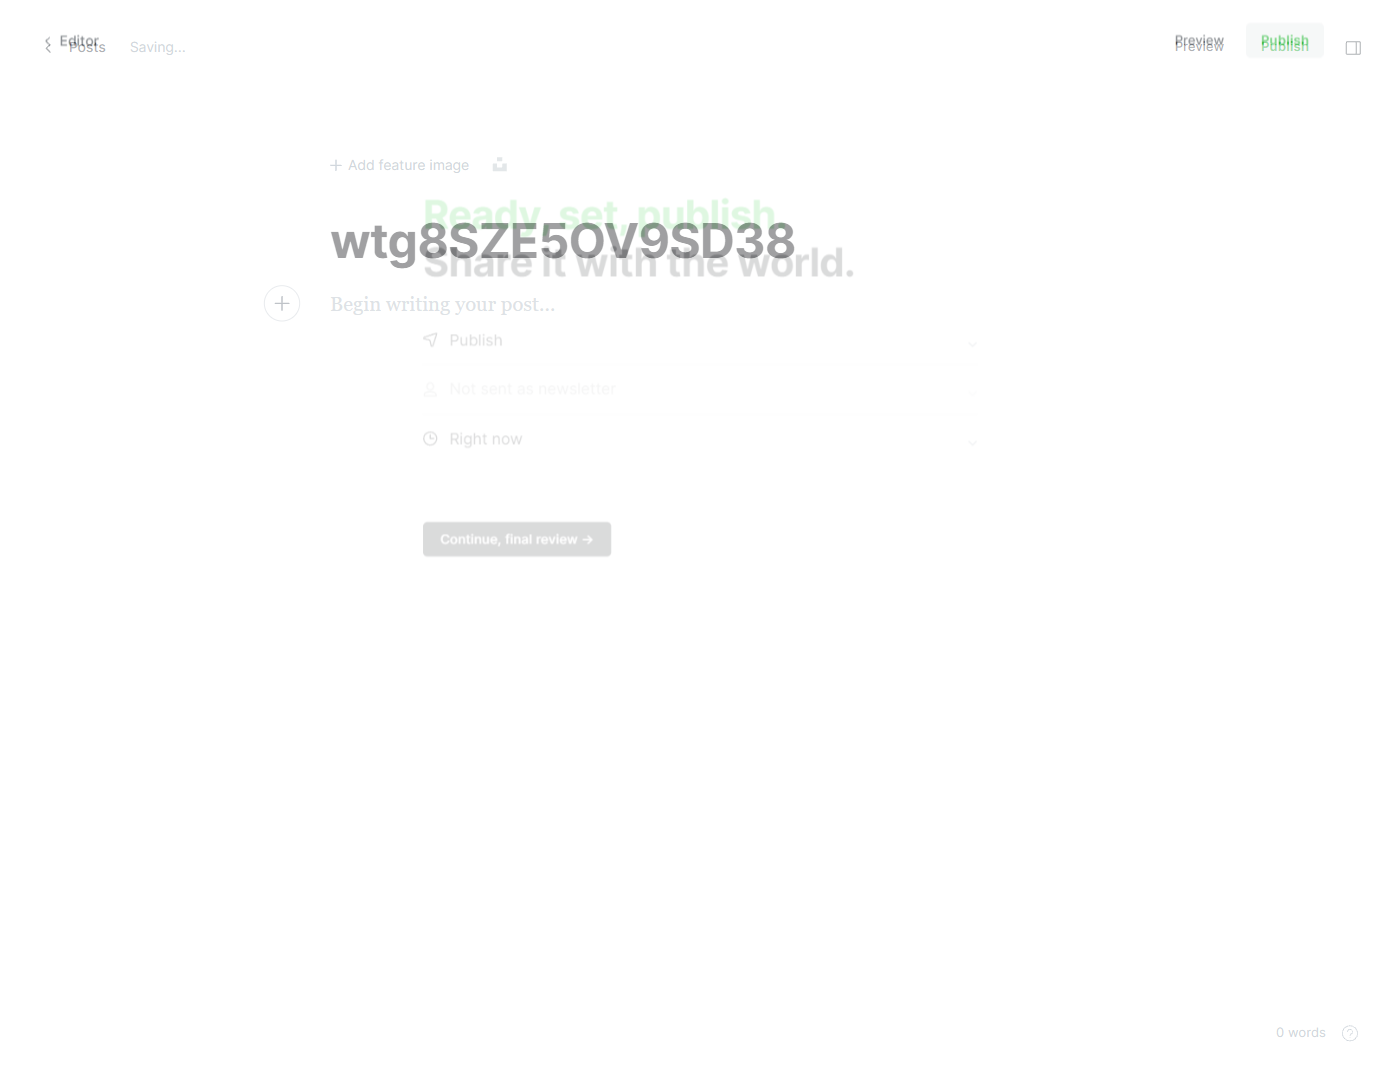 Editor
Posts
Saving...
Preview
Publish
Preview
Publish
Add feature image
Ready, set, publish.
wtg8SZE5OV9SD38
Share it with the world.
Begin writing your post...
Publish
Not sent as newsletter
Right now
Continue, final review →
0 words